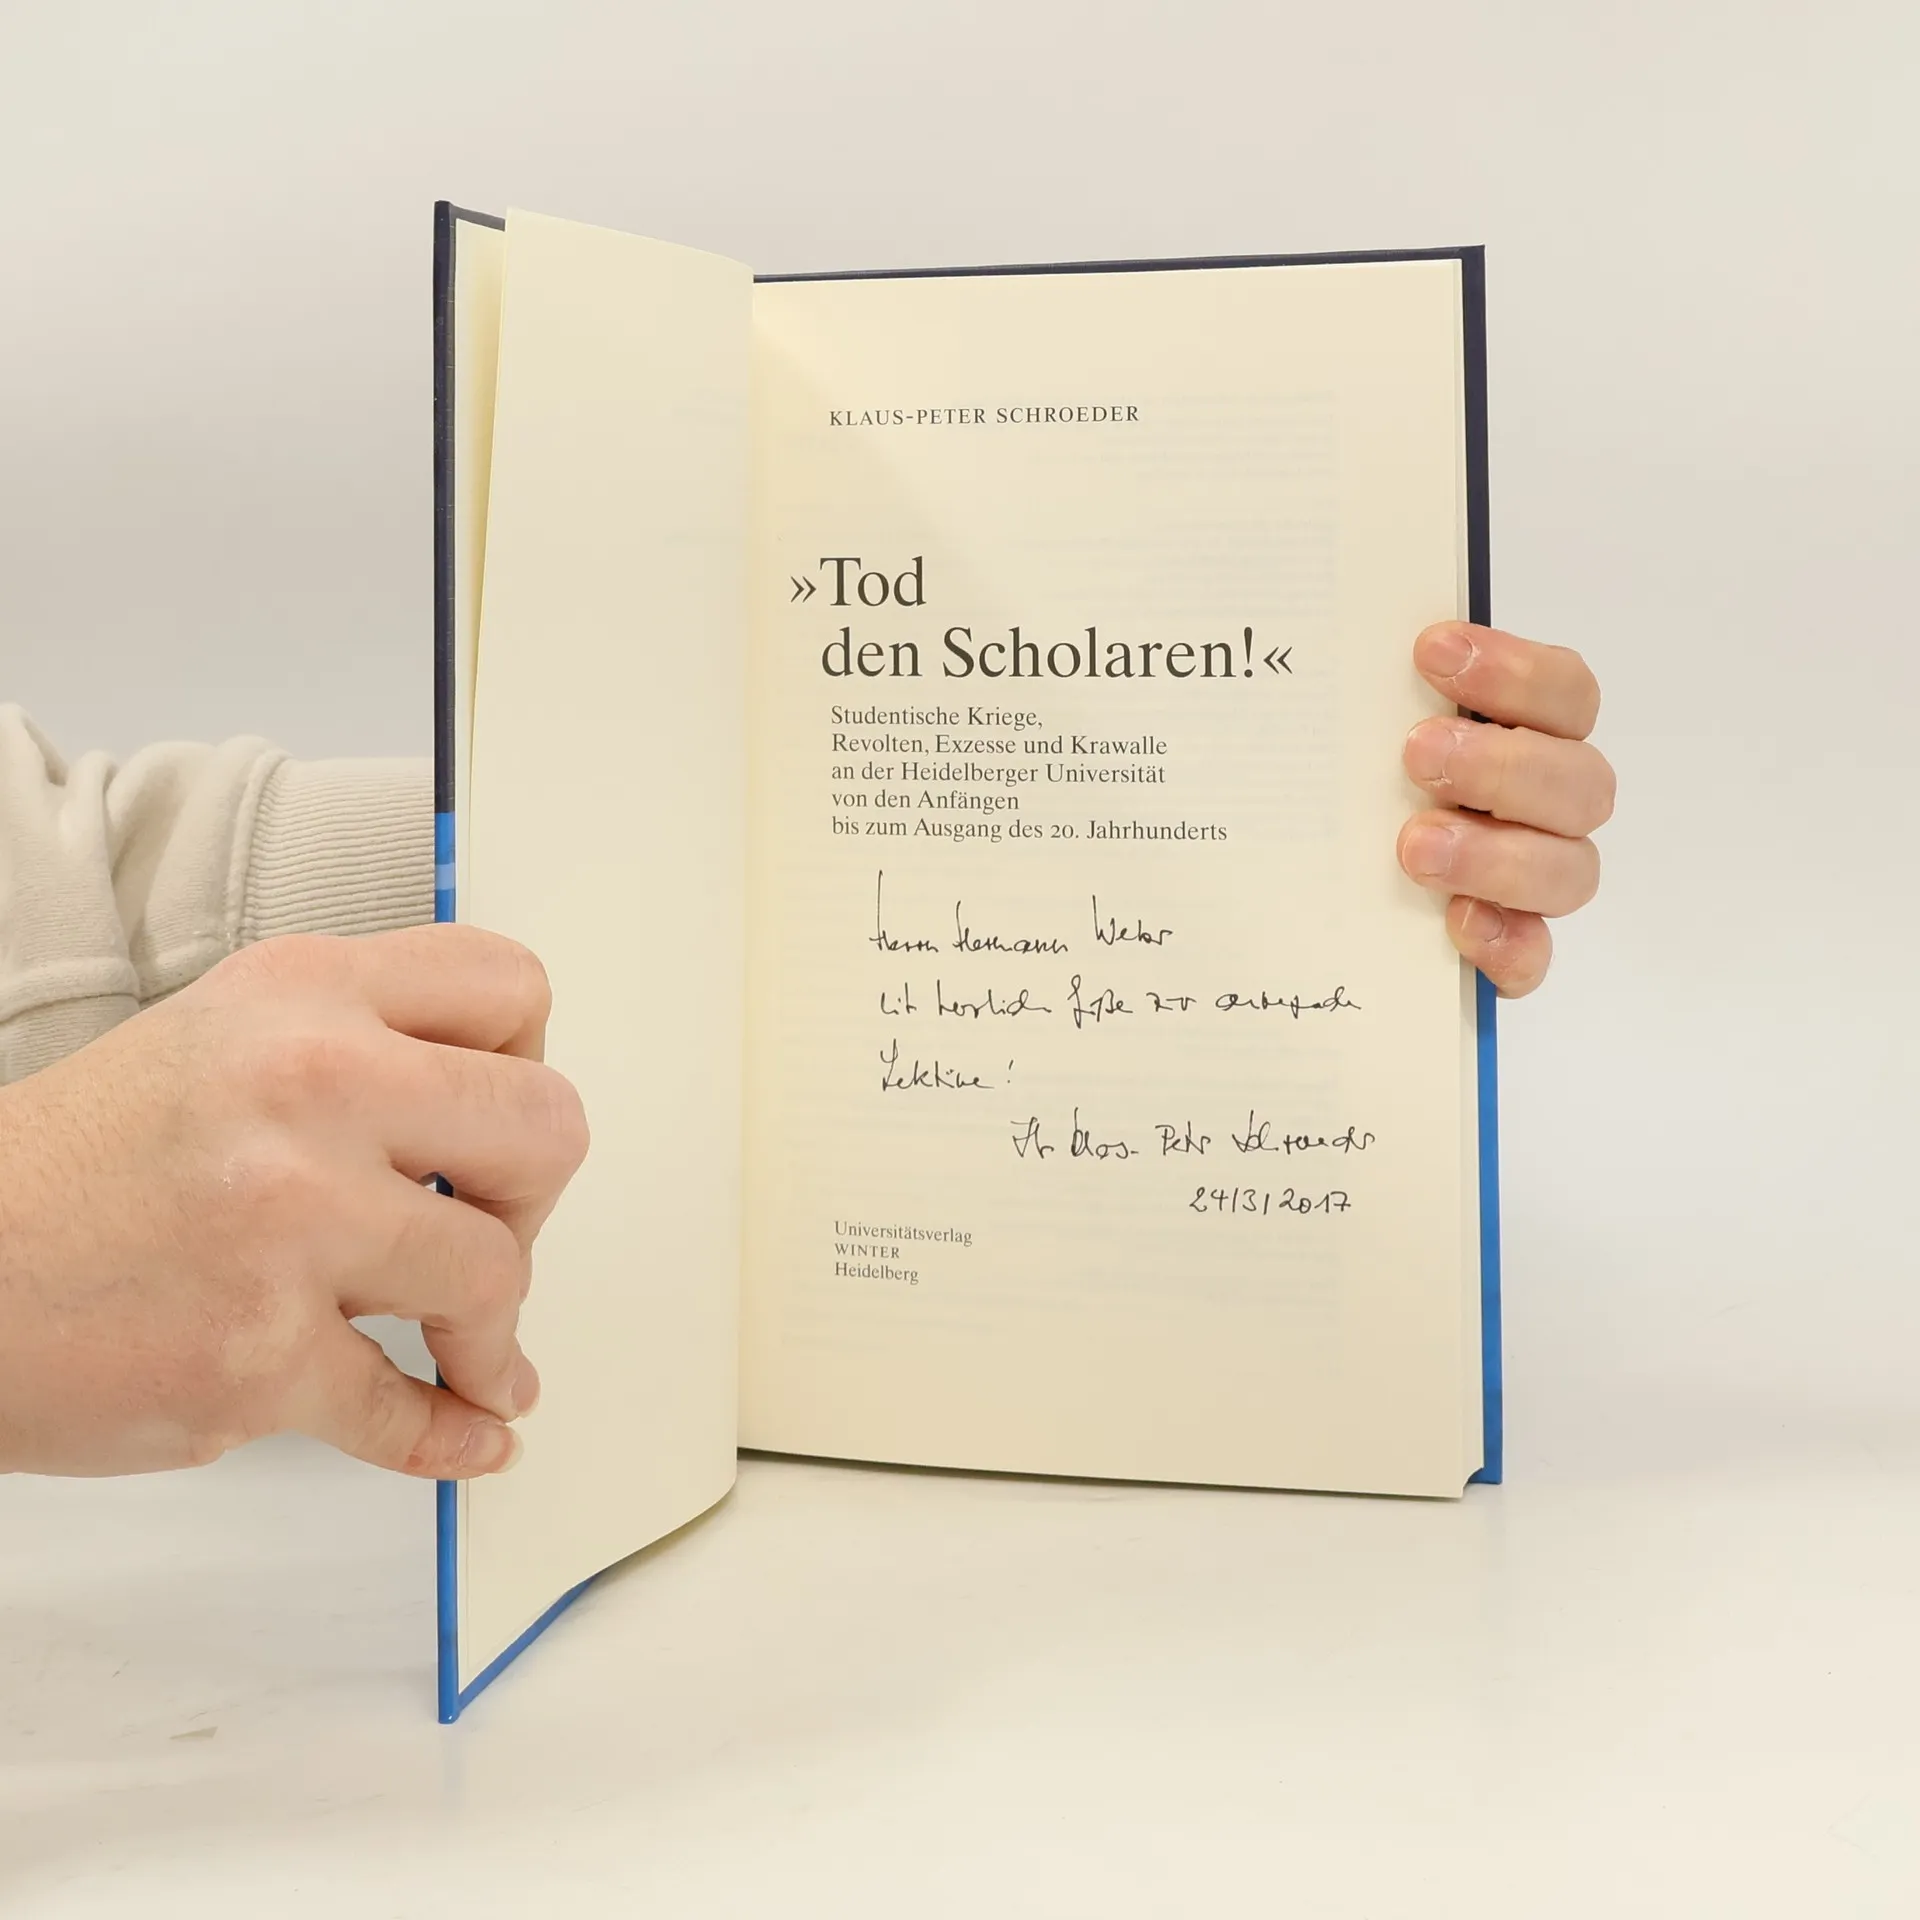 KLAUS-PETER SCHROEDER
»Tod
den Scholaren!«
Studentische Kriege,
Revolten, Exzesse und Krawalle
an der Heidelberger Universität
von den Anfängen
bis zum Ausgang des 20. Jahrhunderts
Herrn Hermann Weber
mit herzlichen zur
Lektüre!
Ihr Klaus-Peter Schroeder
24/3/2017
Universitätsverlag
WINTER
Heidelberg